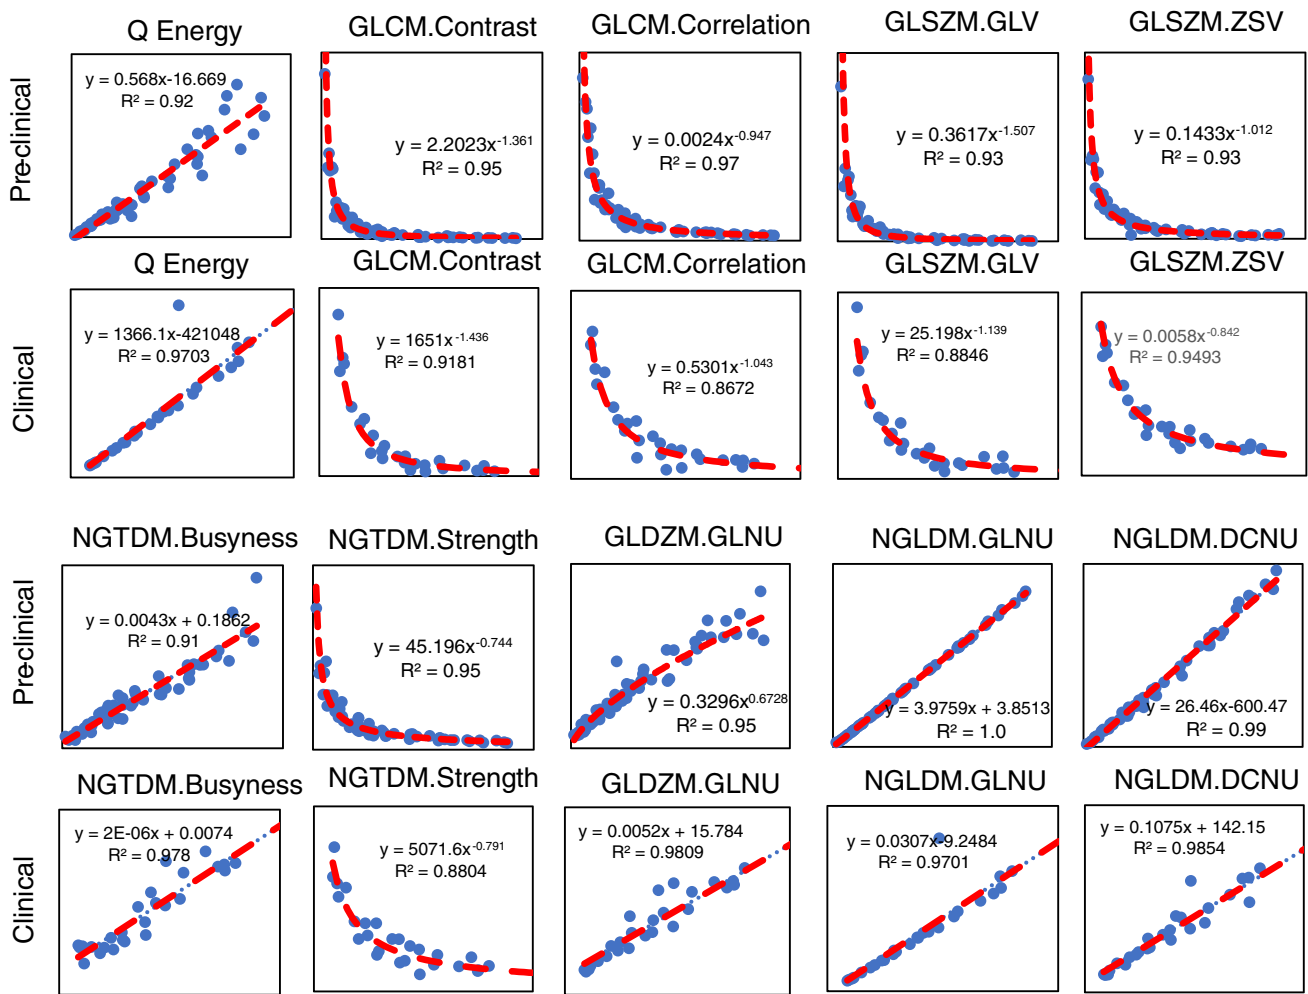 Q Energy
GLCM.Contrast
GLCM.Correlation
GLSZM.GLV
GLSZM.ZSV
Pre-clinical
y = 0.568x-16.669
R² = 0.92
y = 2.2023x-1.361
R² = 0.95
y = 0.0024x-0.947
R² = 0.97
y = 0.3617x-1.507
R² = 0.93
y = 0.1433x-1.012
R² = 0.93
Q Energy
GLCM.Contrast
GLCM.Correlation
GLSZM.GLV
GLSZM.ZSV
Clinical
y = 1366.1x-421048
R² = 0.9703
y = 1651x-1.436
R² = 0.9181
y = 0.5301x-1.043
R² = 0.8672
y = 25.198x-1.139
R² = 0.8846
y = 0.0058x-0.842
R² = 0.9493
NGTDM.Busyness
NGTDM.Strength
GLDZM.GLNU
NGLDM.GLNU
NGLDM.DCNU
Pre-clinical
y = 0.0043x + 0.1862
R² = 0.91
y = 45.196x-0.744
R² = 0.95
y = 0.3296x0.6728
R² = 0.95
y = 3.9759x + 3.8513
R² = 1.0
y = 26.46x-600.47
R² = 0.99
NGTDM.Busyness
NGTDM.Strength
GLDZM.GLNU
NGLDM.GLNU
NGLDM.DCNU
Clinical
y = 2E-06x + 0.0074
R² = 0.978
y = 5071.6x-0.791
R² = 0.8804
y = 0.0052x + 15.784
R² = 0.9809
y = 0.0307x-9.2484
R² = 0.9701
y = 0.1075x + 142.15
R² = 0.9854